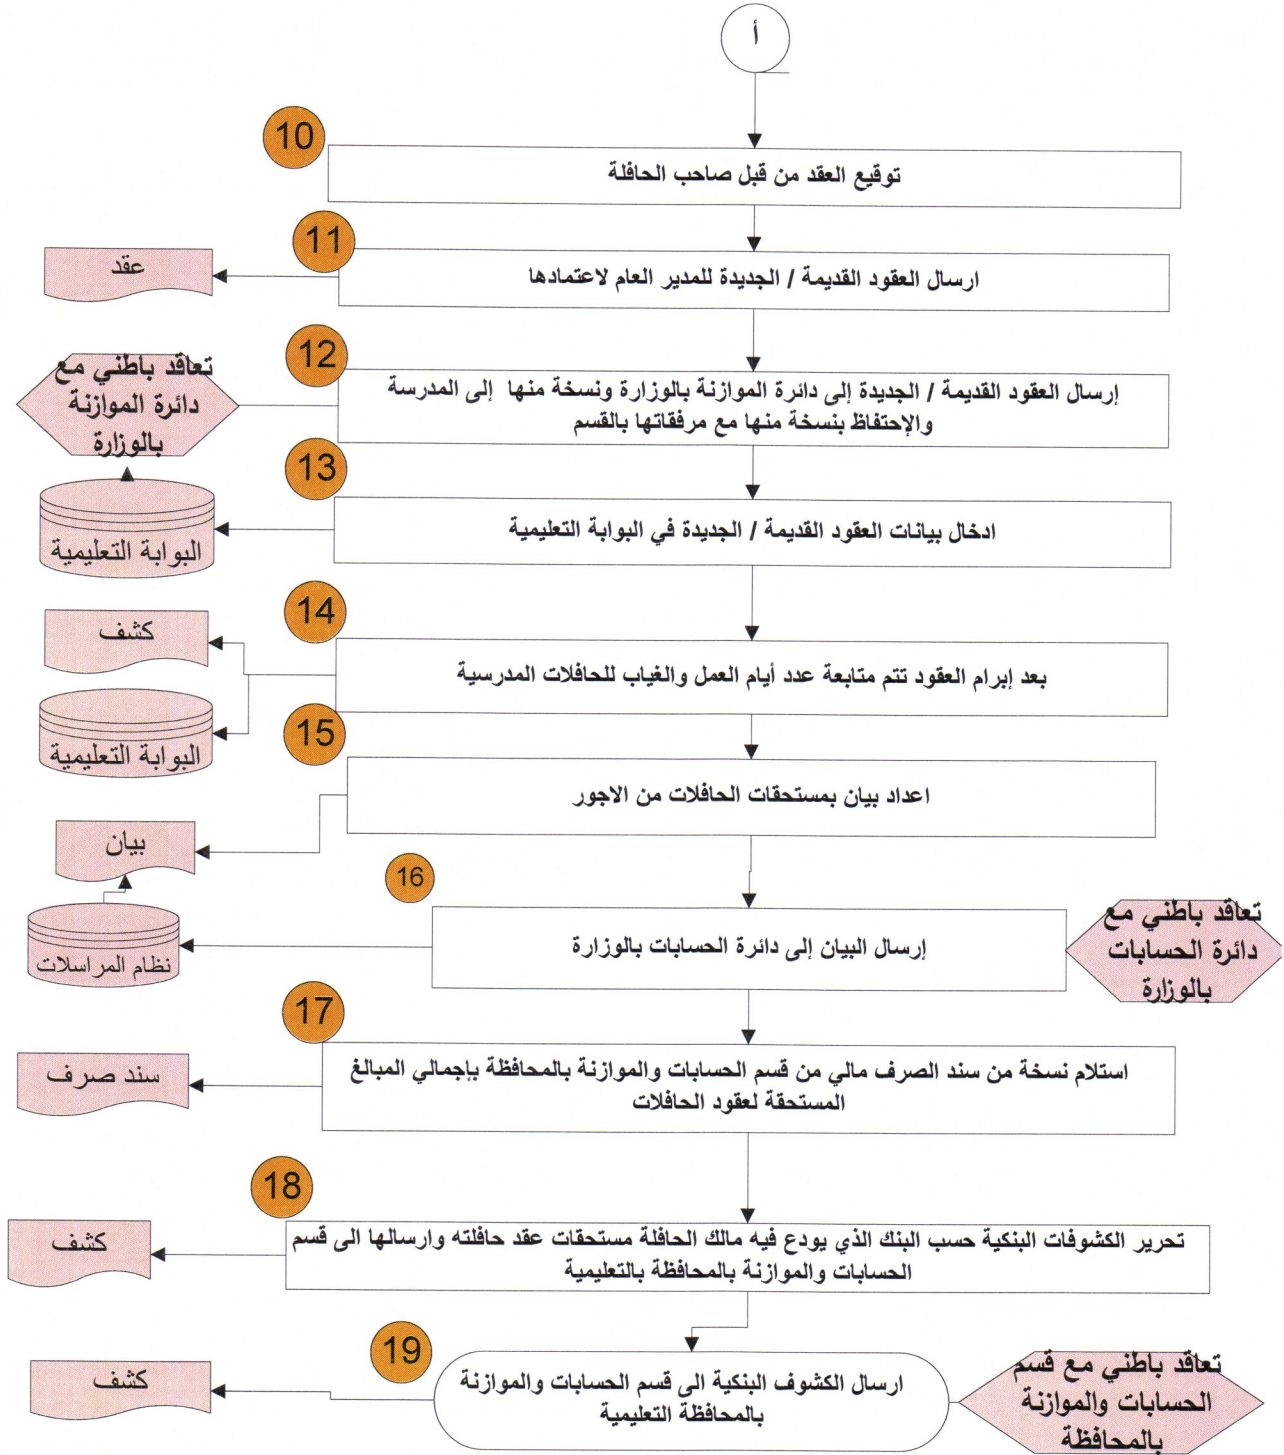 أ
10
توقيع العقد من قبل صاحب الحافلة
11
ارسال العقود القديمة / الجديدة للمدير العام لاعتمادها
عقد
12
إرسال العقود القديمة / الجديدة إلى دائرة الموازنة بالوزارة ونسخة منها إلى المدرسة
والإحتفاظ بنسخة منها مع مرفقاتها بالقسم
تعاقد باطني مع
دائرة الموازنة
بالوزارة
13
ادخال بيانات العقود القديمة / الجديدة في البوابة التعليمية
البوابة التعليمية
14
بعد إبرام العقود تتم متابعة عدد أيام العمل والغياب للحافلات المدرسية
كشف
البوابة التعليمية
15
اعداد بيان بمستحقات الحافلات من الاجور
بيان
16
تعاقد باطني مع
دائرة الحسابات
بالوزارة
إرسال البيان إلى دائرة الحسابات بالوزارة
نظام المراسلات
17
استلام نسخة من سند الصرف مالي من قسم الحسابات والموازنة بالمحافظة بإجمالي المبالغ
المستحقة لعقود الحافلات
سند صرف
18
تحرير الكشوفات البنكية حسب البنك الذي يودع فيه مالك الحافلة مستحقات عقد حافلته وارسالها الى قسم
الحسابات والموازنة بالمحافظة بالتعليمية
كشف
19
تعاقد باطني مع قسم
الحسابات والموازنة
بالمحافظة
ارسال الكشوف البنكية الى قسم الحسابات والموازنة
بالمحافظة التعليمية
كشف